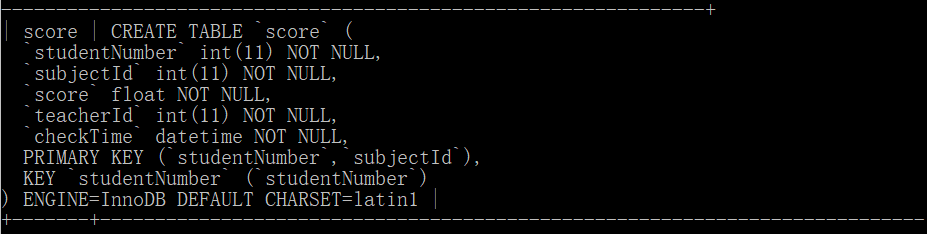 | score | CREATE TABLE `score` (
`studentNumber` int(11) NOT NULL,
`subjectId` int(11) NOT NULL,
`score` float NOT NULL,
`teacherId` int(11) NOT NULL,
`checkTime` datetime NOT NULL,
PRIMARY KEY (`studentNumber`,`subjectId`),
KEY `studentNumber` (`studentNumber`)
) ENGINE=InnoDB DEFAULT CHARSET=latin1 |